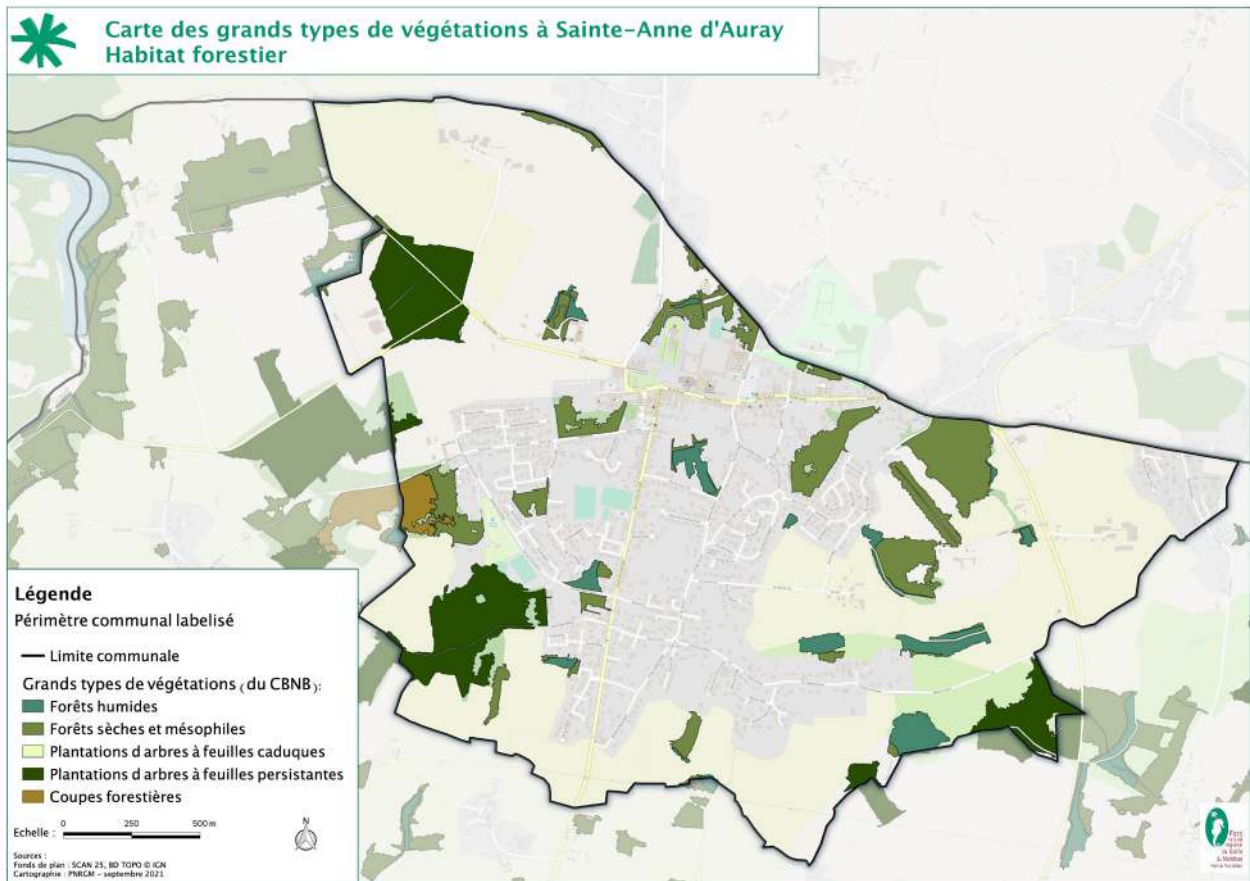 Carte des grands types de végétations à Sainte-Anne d'Auray
Habitat forestier
Légende
Périmètre communal labelisé
Limite communale
Grands types de végétations (du CBNB):
Forêts humides
Forêts sèches et mésophiles
Plantations d arbres à feuilles caduques
Plantations d arbres à feuilles persistantes
Coupes forestières
Echelle : 0 250 500 m
N
Sources :
Fonds de plan : SCAN 25, BD TOPO © IGN
Cartographie : PNRGM - septembre 2021
Parc